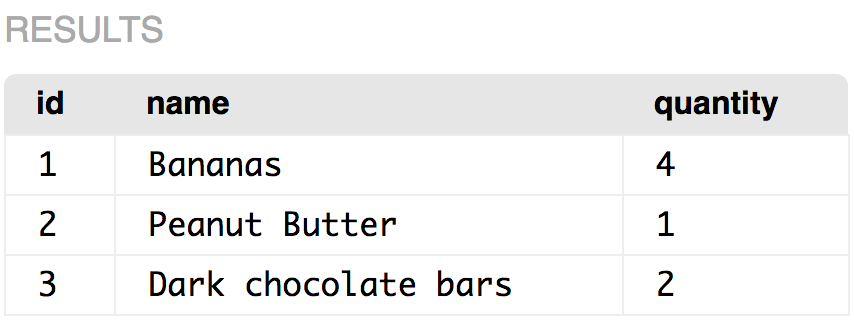 RESULTS
id name quantity
1 Bananas 4
2 Peanut Butter 1
3 Dark chocolate bars 2